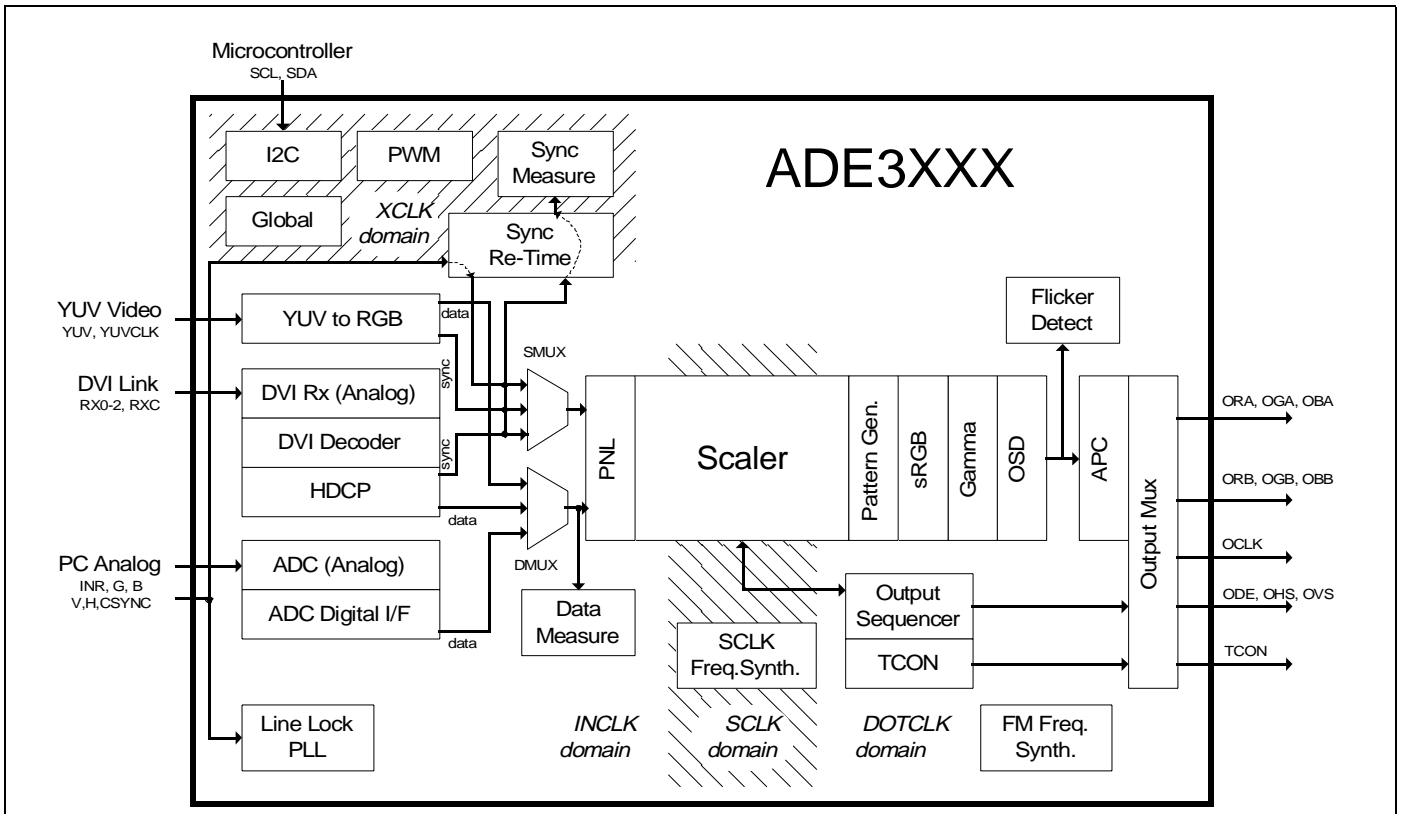 Microcontroller
SCL, SDA
I2C
PWM
Sync
Measure
ADE3XXX
Global
XCLK
domain
Sync
Re-Time
YUV Video
YUV, YUVCLK
YUV to RGB
data
Flicker
Detect
DVI Link
RX0-2, RXC
DVI Rx (Analog)
DVI Decoder
HDCP
sync
sync
data
SMUX
DMUX
PNL
Scaler
Pattern Gen.
sRGB
Gamma
OSD
APC
Output Mux
ORA, OGA, OBA
ORB, OGB, OBB
OCLK
ODE, OHS, OVS
TCON
PC Analog
INR, G, B
V,H,CSYNC
ADC (Analog)
ADC Digital I/F
data
Data
Measure
SCLK
Freq.Synth.
Output
Sequencer
TCON
Line Lock
PLL
INCLK
domain
SCLK
domain
DOTCLK
domain
FM Freq.
Synth.